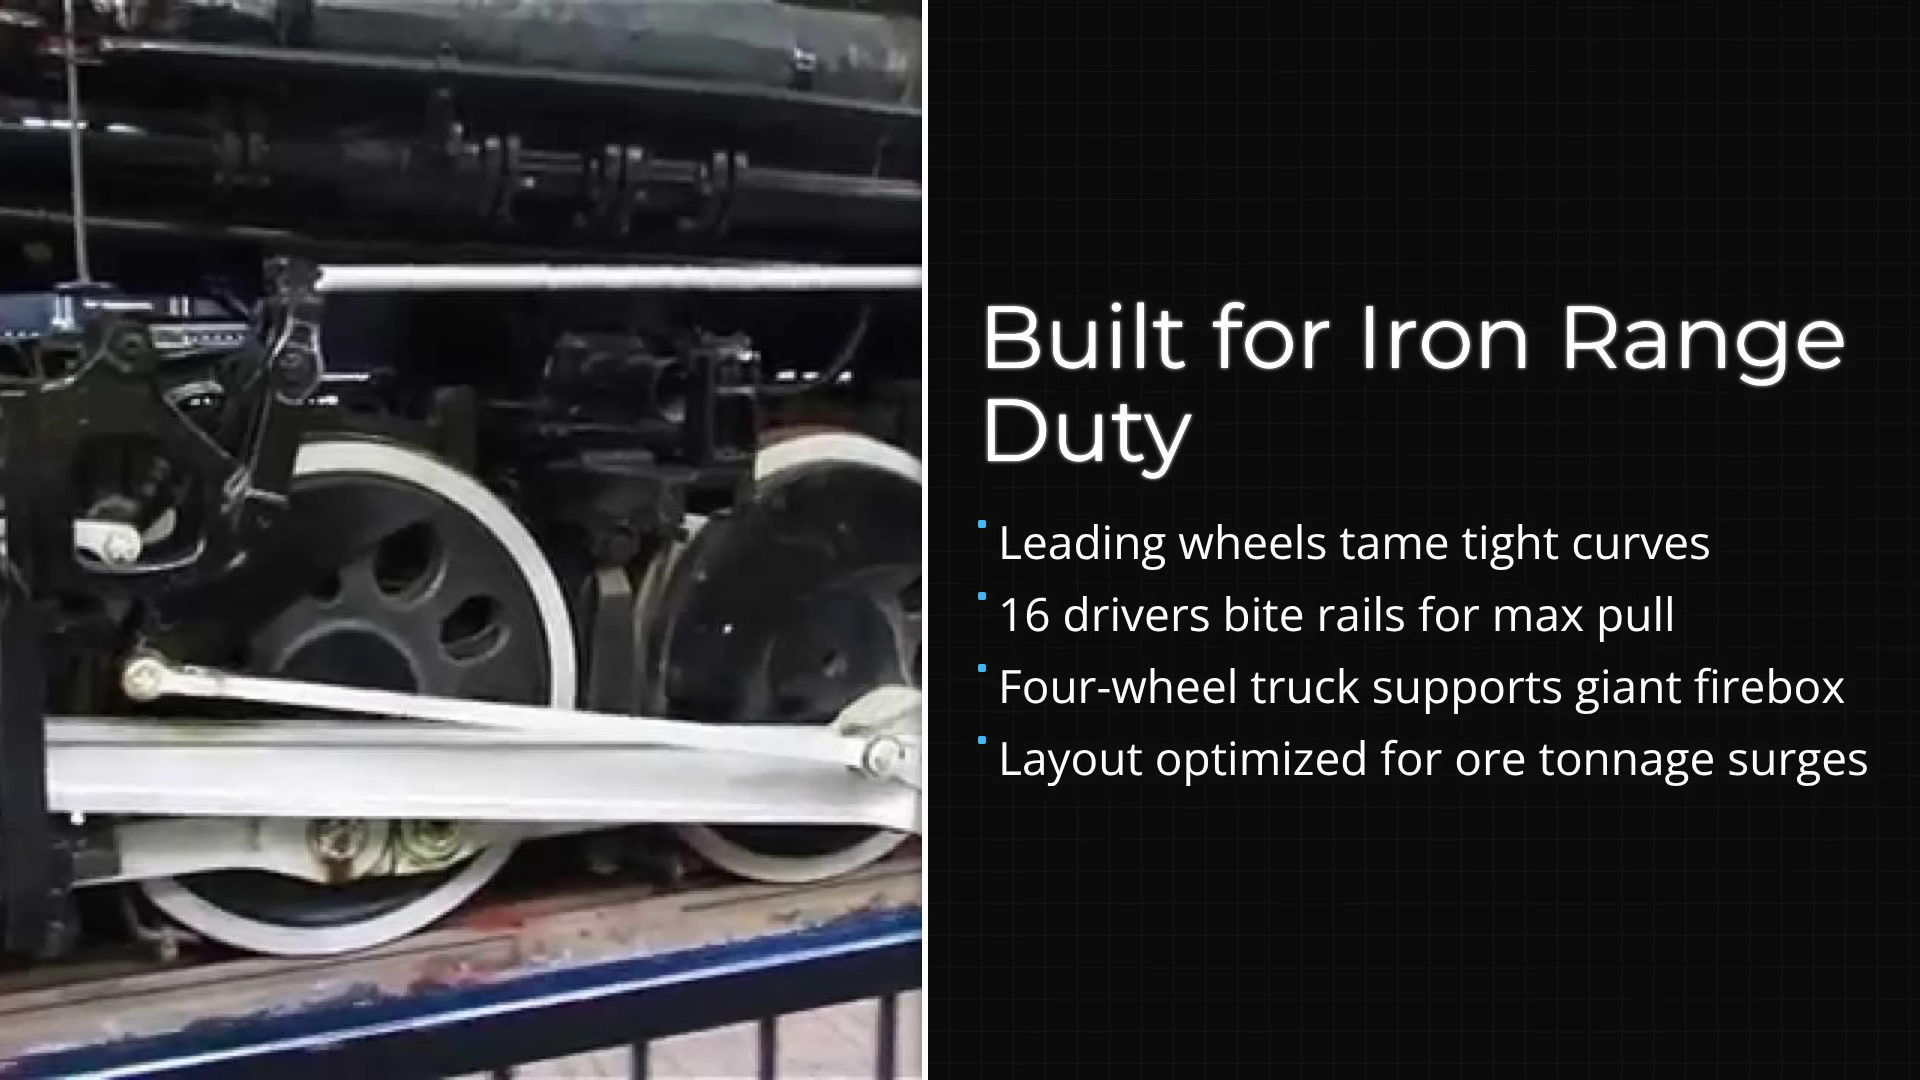 Built for Iron Range
Duty
Leading wheels tame tight curves
16 drivers bite rails for max pull
Four-wheel truck supports giant firebox
Layout optimized for ore tonnage surges